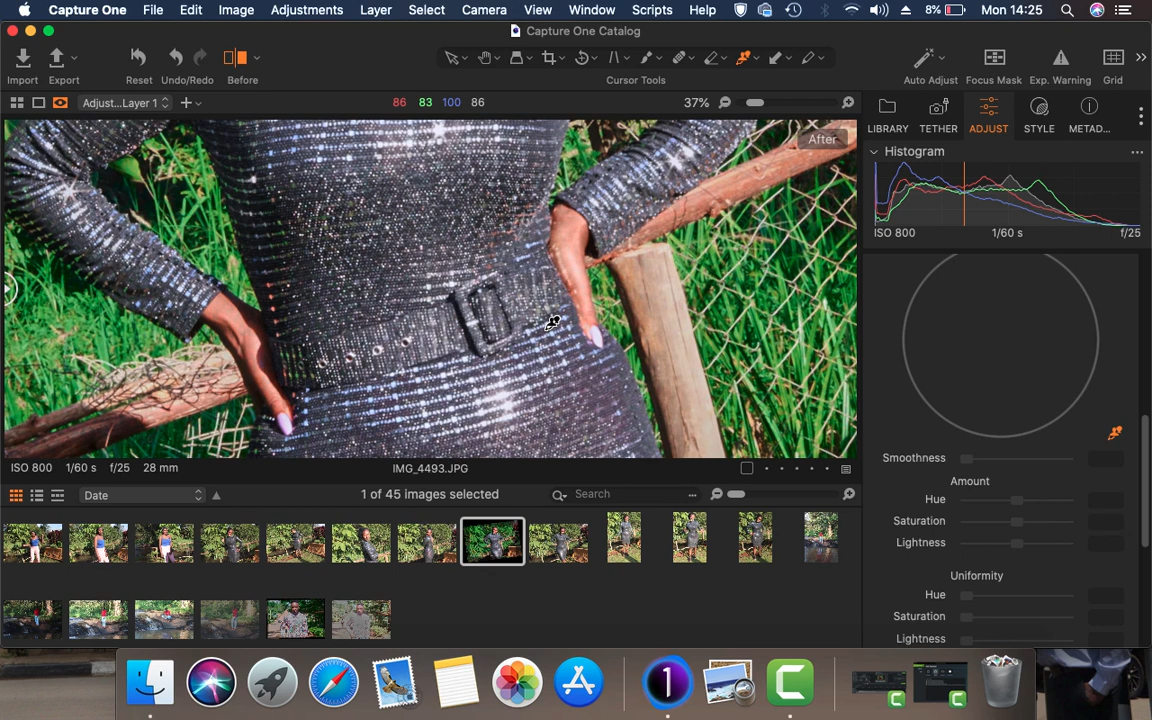 Capture One File Edit Image Adjustments Layer Select Camera View Window Scripts Help 8% Mon 14:25
Capture One Catalog
Import Export Reset Undo/Redo Before Cursor Tools Auto Adjust Focus Mask Exp. Warning Grid
Adjust...Layer 1 86 83 100 86 37%
LIBRARY TETHER ADJUST STYLE METAD...
After
Histogram
ISO 800 1/60 s f/25
Smoothness
Amount
Hue
Saturation
Lightness
Uniformity
Hue
Saturation
Lightness
ISO 800 1/60 s f/25 28 mm IMG_4493.JPG
Date 1 of 45 images selected Search
1
C
C
C